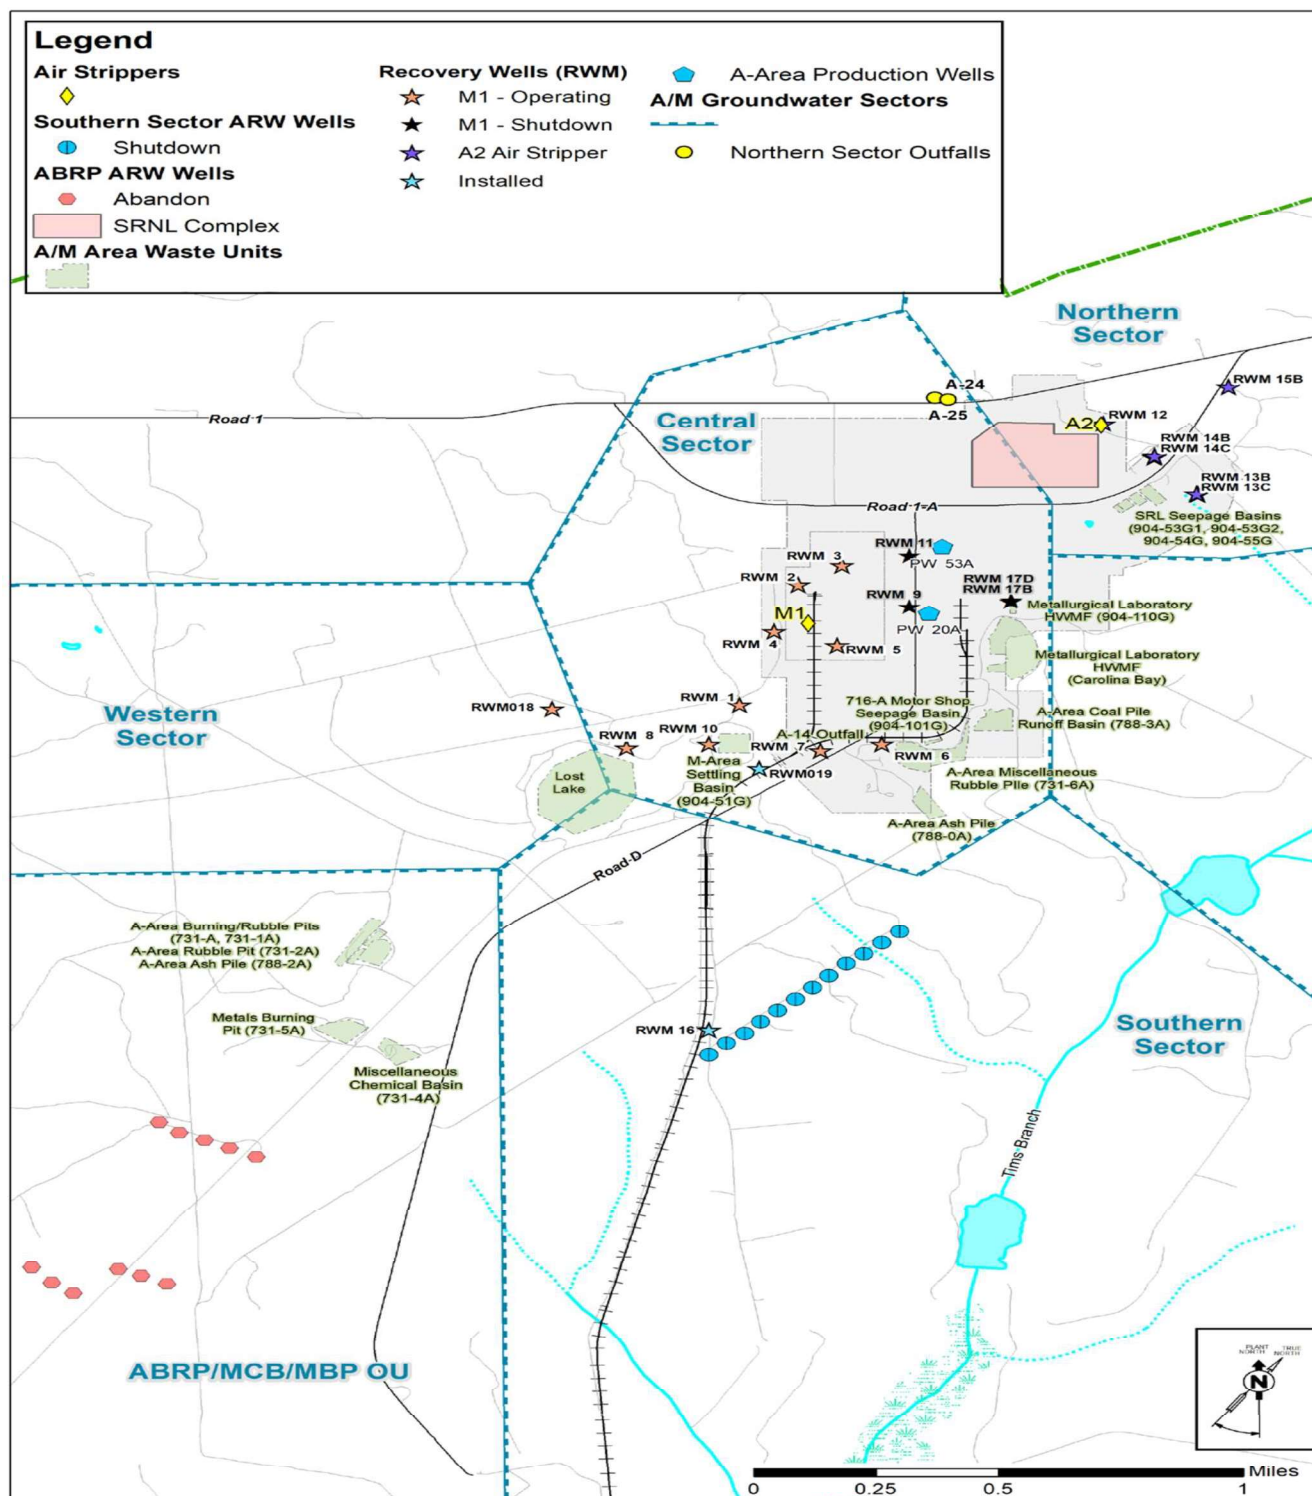 Legend
Air Strippers
Southern Sector ARW Wells
Shutdown
ABRP ARW Wells
Abandon
SRNL Complex
A/M Area Waste Units
Recovery Wells (RWM)
M1 - Operating
M1 - Shutdown
A2 Air Stripper
Installed
A-Area Production Wells
A/M Groundwater Sectors
Northern Sector Outfalls
Northern
Sector
RWM 15B
A-24
A-25
Road 1
Central
Sector
A2
RWM 12
RWM 14B
RWM 14C
RWM 13B
RWM 13C
Road 1-A
SRL Seepage Basins
(904-53G1, 904-53G2,
904-54G, 904-55G
RWM 11
PW 53A
RWM 3
RWM 2
RWM 17D
RWM 17B
RWM 9
M1
Metallurgical Laboratory
HWMF (904-110G)
PW 20A
RWM 4
RWM 5
Metallurgical Laboratory
HWMF
(Carolina Bay)
RWM018
RWM 1
716-A Motor Shop
Seepage Basin
(904-101G)
Western
Sector
A-Area Coal Pile
Runoff Basin (788-3A)
RWM 8
RWM 10
RWM 7
A-14 Outfall
RWM 6
M-Area
Settling
Basin
(904-51G)
RWM019
Lost
Lake
A-Area Miscellaneous
Rubble Pile (731-6A)
A-Area Ash Pile
(788-0A)
Road-D
A-Area Burning/Rubble Pits
(731-A, 731-1A)
A-Area Rubble Pit (731-2A)
A-Area Ash Pile (788-2A)
Metals Burning
Pit (731-5A)
RWM 16
Southern
Sector
Miscellaneous
Chemical Basin
(731-4A)
Tims Branch
ABRP/MCB/MBP OU
PLANT
NORTH
TRUE
NORTH
N
Miles
0 0.25 0.5 1